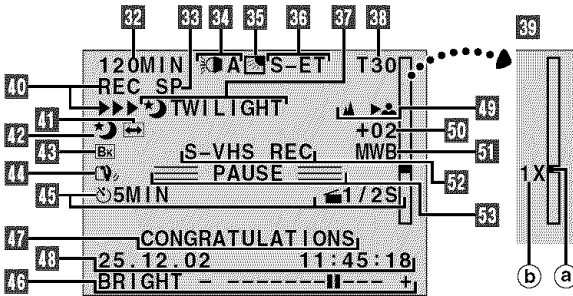 32 33 34 35 36 37 38 39
120MIN A S-ET T30
40 REC SP
TWILIGHT 49
41
42 +02 50
43 BK S-VHS REC MWB 51
44 PAUSE 52 1X
45 5MIN 1/2S 53
47 CONGRATULATIONS b a
48 25.12.02 11:45:18
46 BRIGHT - +